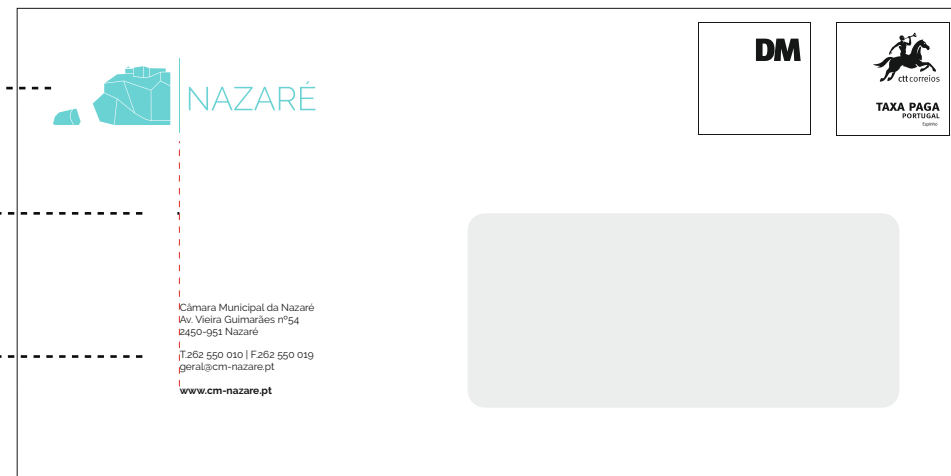 NAZARÉ
DM
ctt correios
TAXA PAGA
PORTUGAL
Espinho
Câmara Municipal da Nazaré
Av. Vieira Guimarães nº54
2450-951 Nazaré
T.262 550 010 | F.262 550 019
geral@cm-nazare.pt
www.cm-nazare.pt